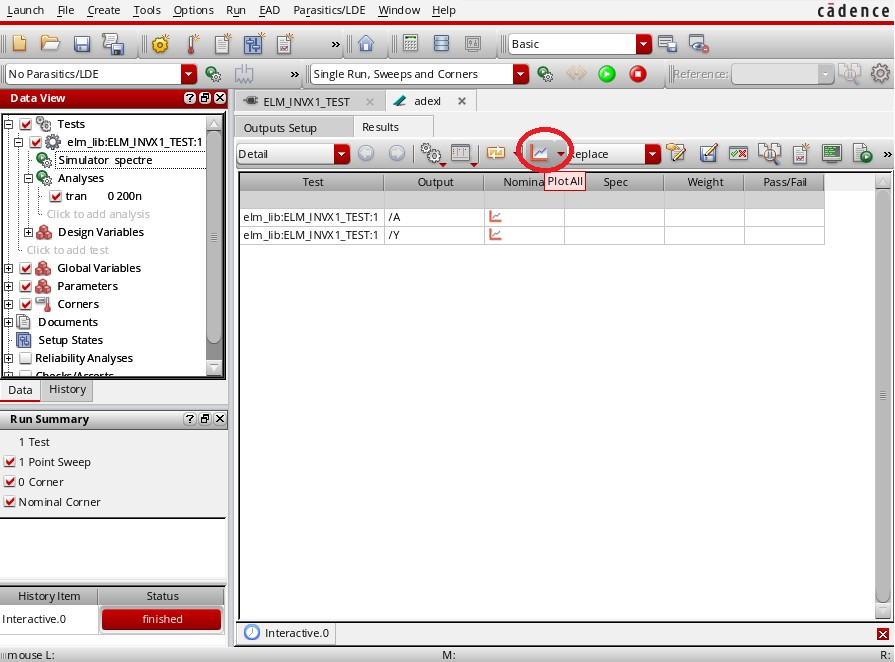 Launch File Create Tools Options Run EAD Parasitics/LDE Window Help
cādence
» Basic
No Parasitics/LDE » Single Run, Sweeps and Corners Reference:
Data View
Tests
elm_lib:ELM_INVX1_TEST:1
Simulator spectre
Analyses
tran 0 200n
Click to add analysis
Design Variables
Click to add test
Global Variables
Parameters
Corners
Documents
Setup States
Reliability Analyses
Checks/Asserts
Data History
Run Summary
1 Test
1 Point Sweep
0 Corner
Nominal Corner
History Item Status
Interactive.0 finished
ELM_INVX1_TEST adexl
Outputs Setup Results
Detail eplace »
Plot All
Test Output Nomina Spec Weight Pass/Fail
elm_lib:ELM_INVX1_TEST:1 /A
elm_lib:ELM_INVX1_TEST:1 /Y
Interactive.0
mouse L: M: R: